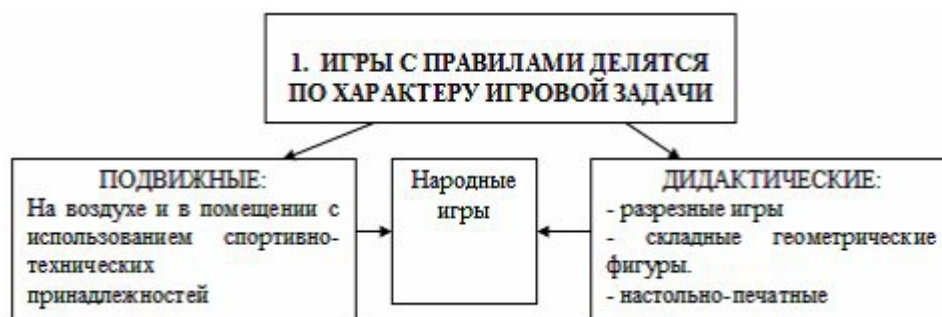 1. ИГРЫ С ПРАВИЛАМИ ДЕЛЯТСЯ
ПО ХАРАКТЕРУ ИГРОВОЙ ЗАДАЧИ
ПОДВИЖНЫЕ:
На воздухе и в помещении с
использованием спортивно-
технических
принадлежностей
Народные
игры
ДИДАКТИЧЕСКИЕ:
- разрезные игры
- складные геометрические
фигуры.
- настольно-печатные